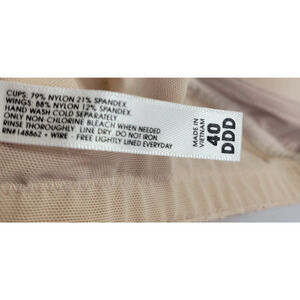 CUPS: 79% NYLON 21% SPANDEX
WINGS: 88% NYLON 12% SPANDEX
HAND WASH COLD SEPARATELY
ONLY NON-CHLORINE BLEACH WHEN NEEDED
RINSE THOROUGHLY. LINE DRY. DO NOT IRON.
RN#148862 • WIRE - FREE LIGHTLY LINED EVERYDAY
MADE IN
VIETNAM
40
DDD